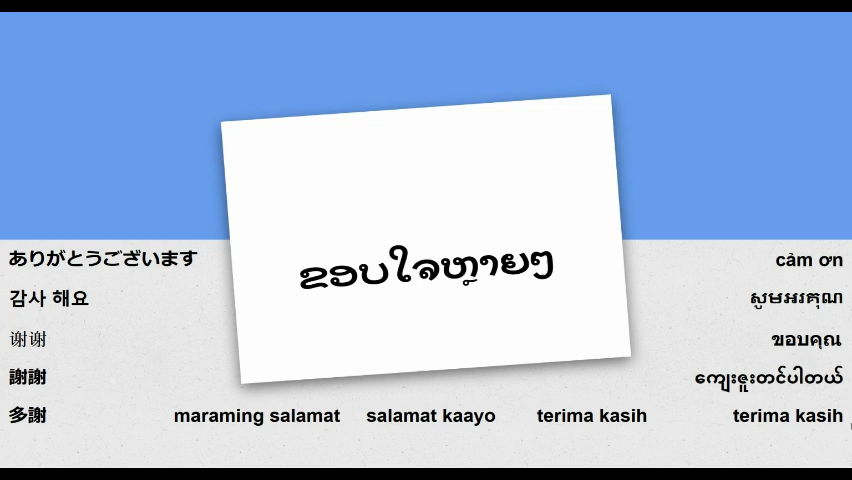 ຂອບໃຈຫຼາຍໆ
ありがとうございます
cảm ơn
감사 해요
សូមអរគុណ
谢谢
ขอบคุณ
謝謝
ကျေးဇူးတင်ပါတယ်
多謝 maraming salamat salamat kaayo terima kasih terima kasih